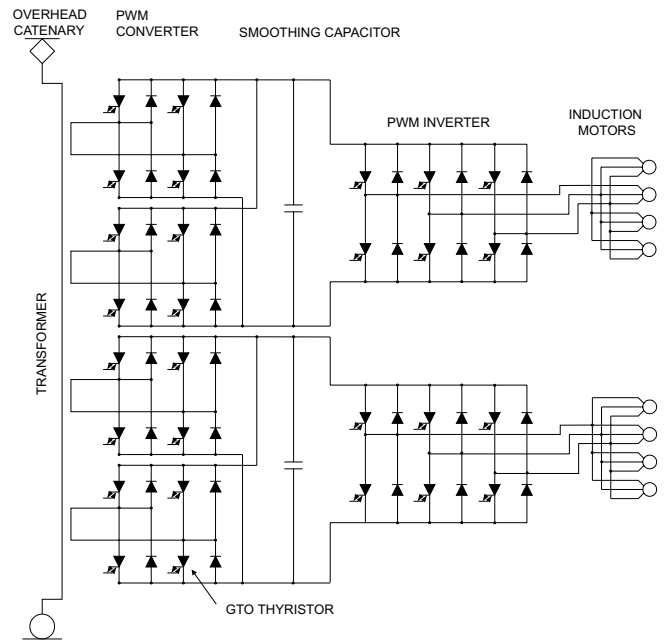 OVERHEAD
CATENARY
PWM
CONVERTER
SMOOTHING CAPACITOR
PWM INVERTER
INDUCTION
MOTORS
TRANSFORMER
GTO THYRISTOR